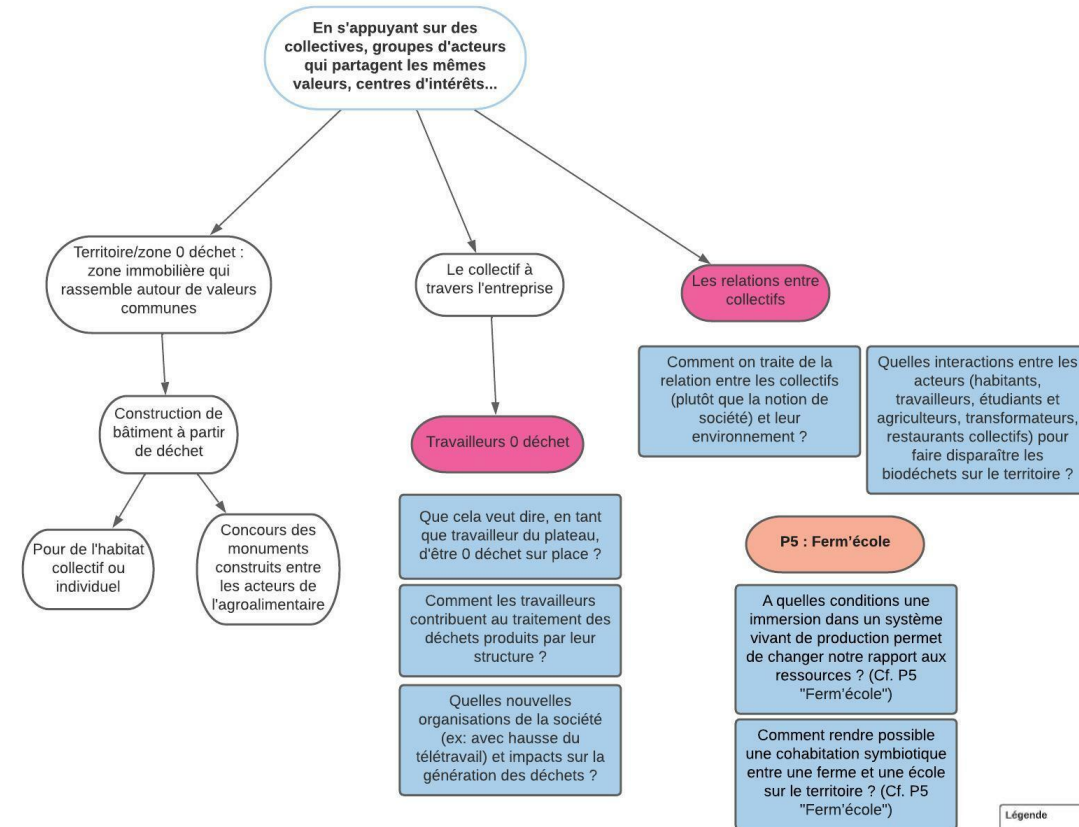 En s'appuyant sur des
collectives, groupes d'acteurs
qui partagent les mêmes
valeurs, centres d'intérêts...
Territoire/zone 0 déchet :
zone immobilière qui
rassemble autour de valeurs
communes
Le collectif à
travers l'entreprise
Les relations entre
collectifs
Construction de
bâtiment à partir
de déchet
Travailleurs 0 déchet
Comment on traite de la
relation entre les collectifs
(plutôt que la notion de
société) et leur
environnement ?
Quelles interactions entre les
acteurs (habitants,
travailleurs, étudiants et
agriculteurs, transformateurs,
restaurants collectifs) pour
faire disparaître les
biodéchets sur le territoire ?
Pour de l'habitat
collectif ou
individuel
Concours des
monuments
construits entre
les acteurs de
l'agroalimentaire
Que cela veut dire, en tant
que travailleur du plateau,
d'être 0 déchet sur place ?
Comment les travailleurs
contribuent au traitement des
déchets produits par leur
structure ?
Quelles nouvelles
organisations de la société
(ex: avec hausse du
télétravail) et impacts sur la
génération des déchets ?
P5 : Ferm'école
A quelles conditions une
immersion dans un système
vivant de production permet
de changer notre rapport aux
ressources ? (Cf. P5
"Ferm'école")
Comment rendre possible
une cohabitation symbiotique
entre une ferme et une école
sur le territoire ? (Cf. P5
"Ferm'école")
Légende